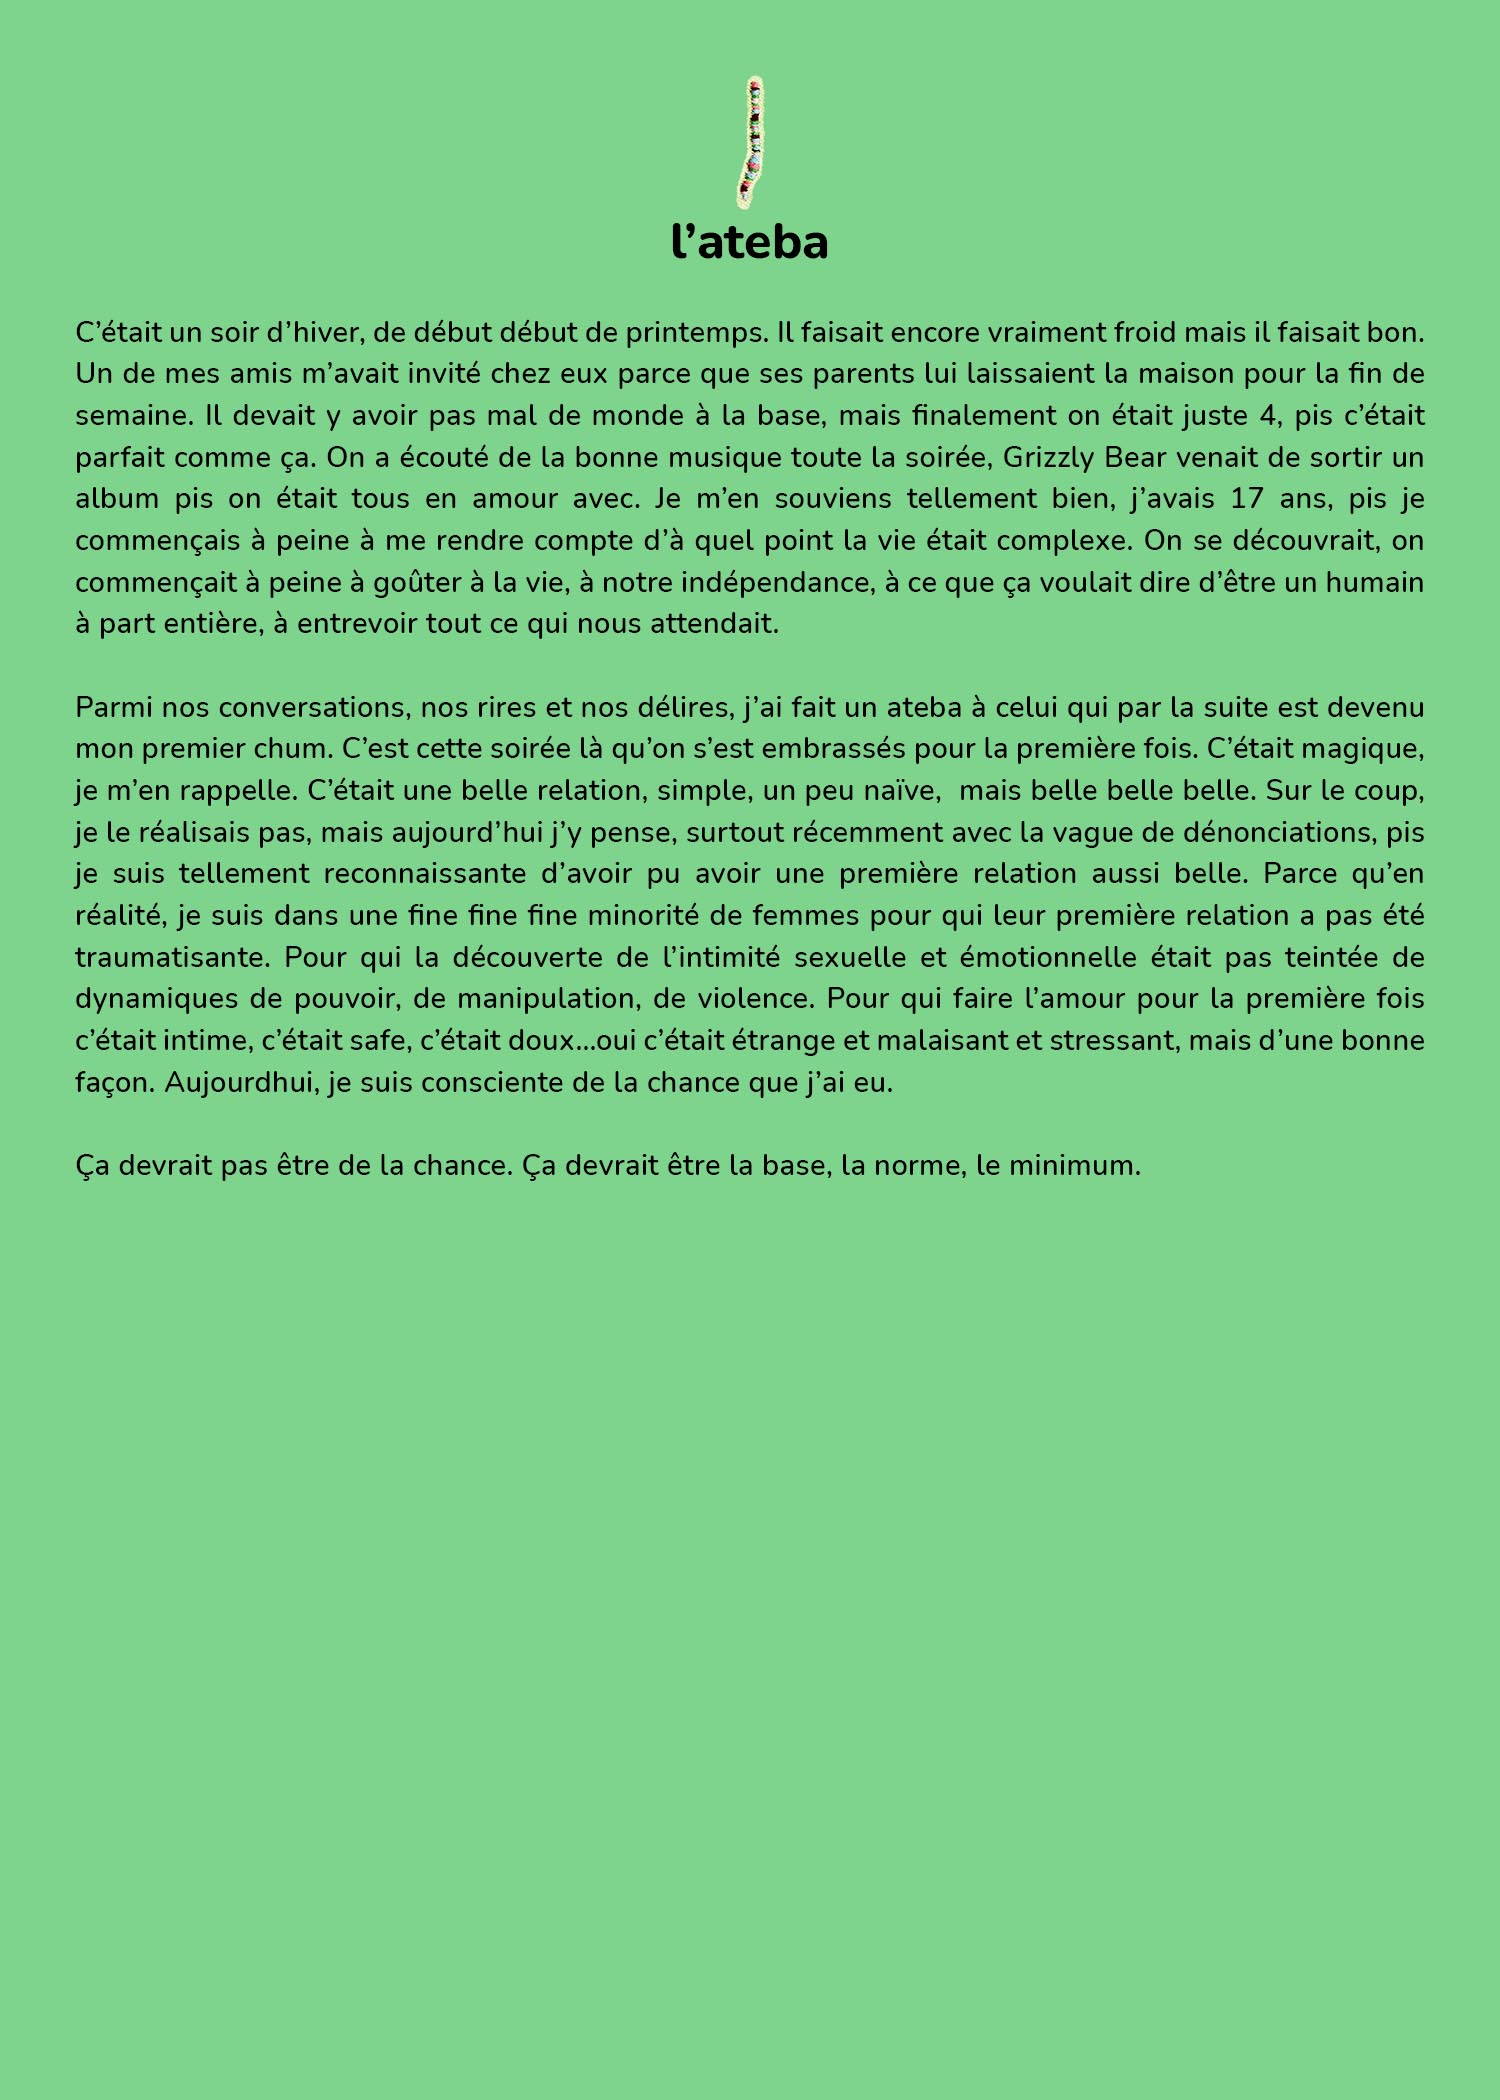 l’ateba
C’était un soir d’hiver, de début début de printemps. Il faisait encore vraiment froid mais il faisait bon.
Un de mes amis m’avait invité chez eux parce que ses parents lui laissaient la maison pour la fin de
semaine. Il devait y avoir pas mal de monde à la base, mais finalement on était juste 4, pis c’était
parfait comme ça. On a écouté de la bonne musique toute la soirée, Grizzly Bear venait de sortir un
album pis on était tous en amour avec. Je m’en souviens tellement bien, j’avais 17 ans, pis je
commençais à peine à me rendre compte d’à quel point la vie était complexe. On se découvrait, on
commençait à peine à goûter à la vie, à notre indépendance, à ce que ça voulait dire d’être un humain
à part entière, à entrevoir tout ce qui nous attendait.
Parmi nos conversations, nos rires et nos délires, j’ai fait un ateba à celui qui par la suite est devenu
mon premier chum. C’est cette soirée là qu’on s’est embrassés pour la première fois. C’était magique,
je m’en rappelle. C’était une belle relation, simple, un peu naïve,  mais belle belle belle. Sur le coup,
je le réalisais pas, mais aujourd’hui j’y pense, surtout récemment avec la vague de dénonciations, pis
je suis tellement reconnaissante d’avoir pu avoir une première relation aussi belle. Parce qu’en
réalité, je suis dans une fine fine fine minorité de femmes pour qui leur première relation a pas été
traumatisante. Pour qui la découverte de l’intimité sexuelle et émotionnelle était pas teintée de
dynamiques de pouvoir, de manipulation, de violence. Pour qui faire l’amour pour la première fois
c’était intime, c’était safe, c’était doux...oui c’était étrange et malaisant et stressant, mais d’une bonne
façon. Aujourdhui, je suis consciente de la chance que j’ai eu.
Ça devrait pas être de la chance. Ça devrait être la base, la norme, le minimum.